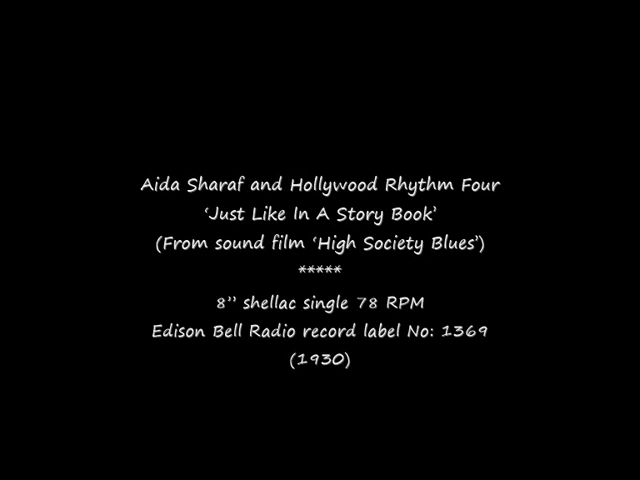 Aida Sharaf and Hollywood Rhythm Four
‘Just Like In A Story Book’
(From sound film ‘High Society Blues’)
*****
8” shellac single 78 RPM
Edison Bell Radio record label No: 1369
(1930)